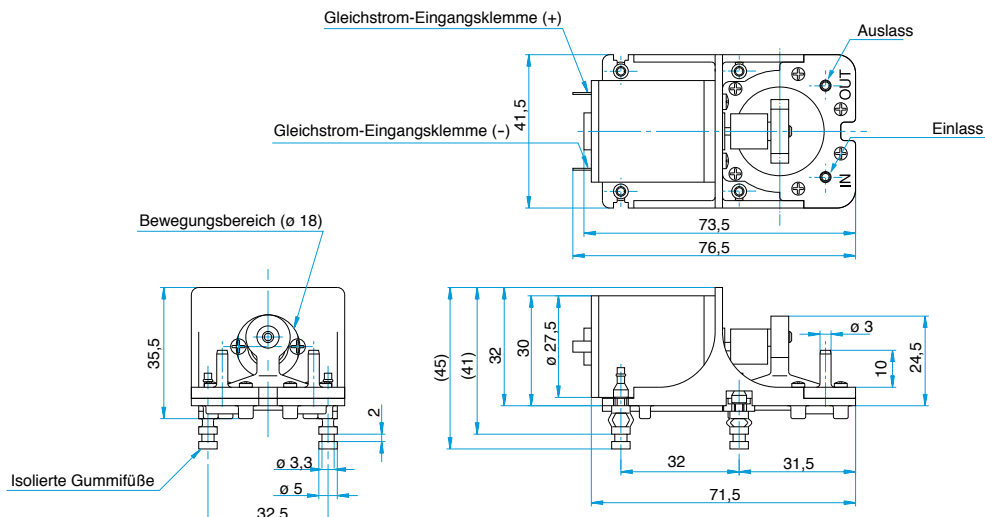 Gleichstrom-Eingangsklemme (+)
Auslass
OUT
41,5
Gleichstrom-Eingangsklemme (-)
Einlass
IN
73,5
76,5
Bewegungsbereich (ø 18)
35,5
2
ø 3,3
ø 5
32,5
Isolierte Gummifüße
(45)
(41)
32
30
ø 27,5
ø 3
10
24,5
32
31,5
71,5